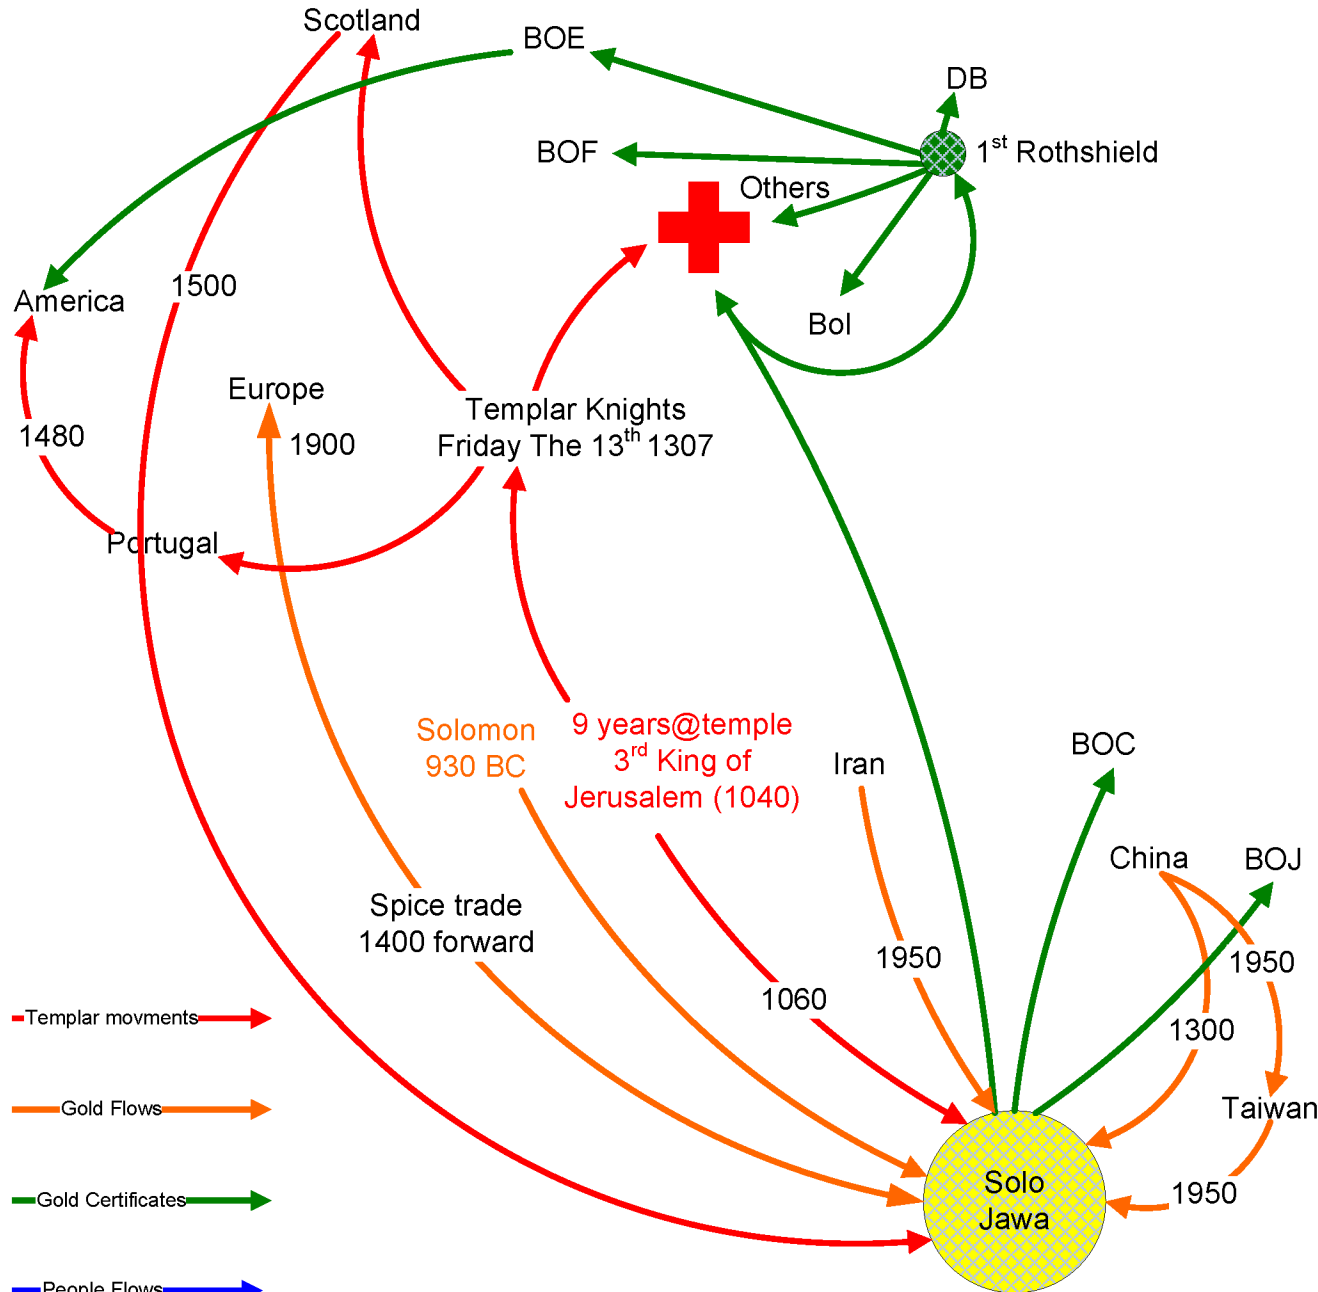 Scotland
BOE
DB
BOF
1st Rothshield
Others
1500
America
BoI
Europe
1480
1900
Templar Knights
Friday The 13th 1307
Portugal
Solomon
930 BC
9 years@temple
3rd King of
Jerusalem (1040)
Iran
BOC
China
BOJ
Spice trade
1400 forward
1950
1950
1060
1300
Templar movments
Gold Flows
Taiwan
Gold Certificates
Solo
Jawa
1950
People Flows